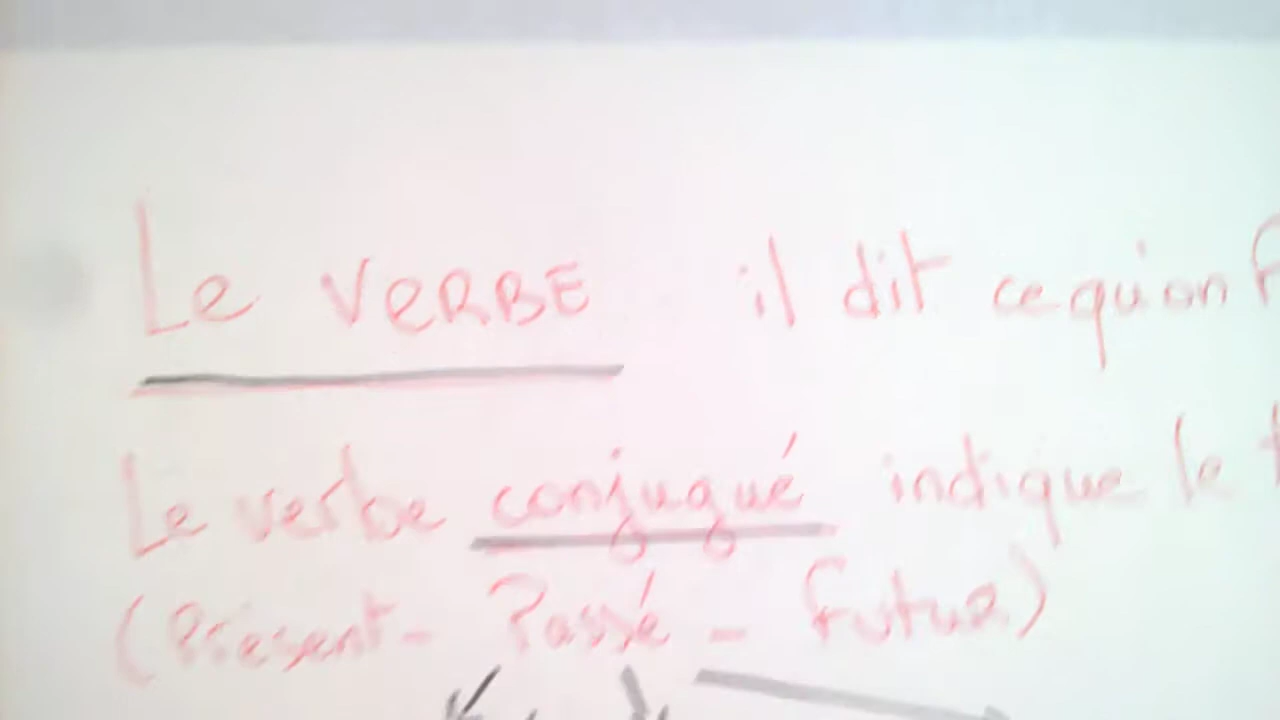 Le VeRBE il dit ce qu'on
Le verbe conjugué indique le
(Présent - Passé - Futur)